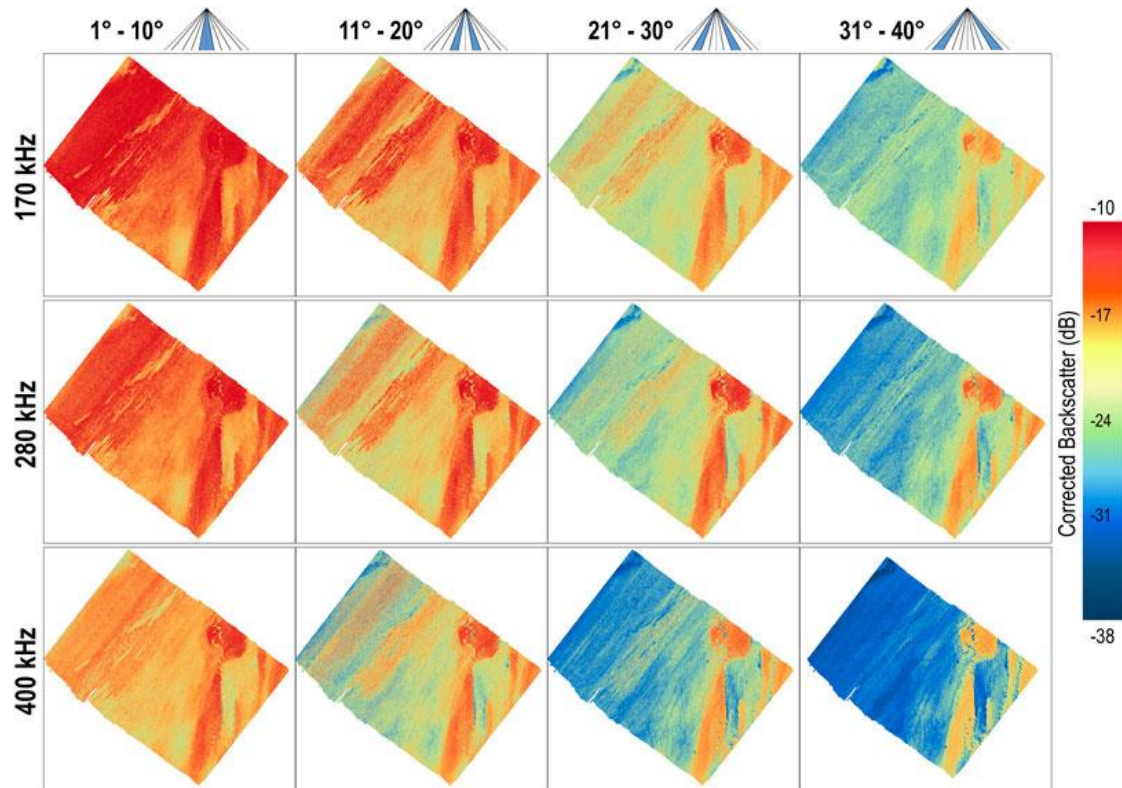 1° - 10°
11° - 20°
21° - 30°
31° - 40°
170 kHz
280 kHz
400 kHz
Corrected Backscatter (dB)
-10
-17
-24
-31
-38